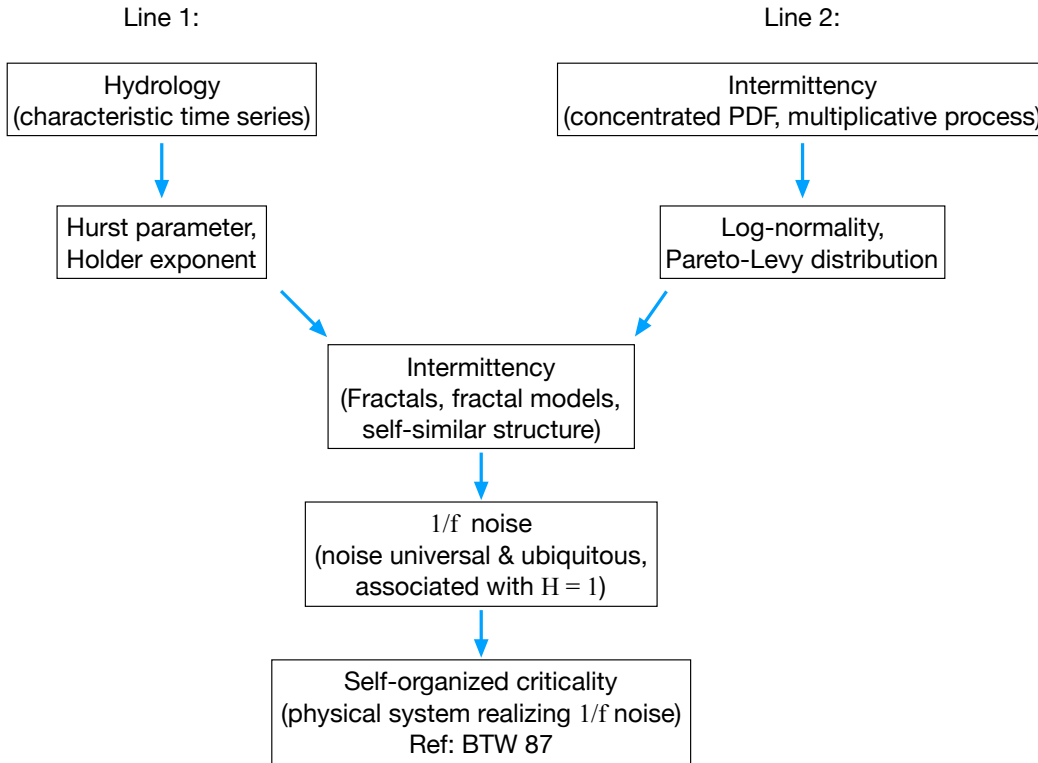 Line 1:
Line 2:
Hydrology
(characteristic time series)
Intermittency
(concentrated PDF, multiplicative process)
Hurst parameter,
Holder exponent
Log-normality,
Pareto-Levy distribution
Intermittency
(Fractals, fractal models,
self-similar structure)
1/f noise
(noise universal & ubiquitous,
associated with H = 1)
Self-organized criticality
(physical system realizing 1/f noise)
Ref: BTW 87